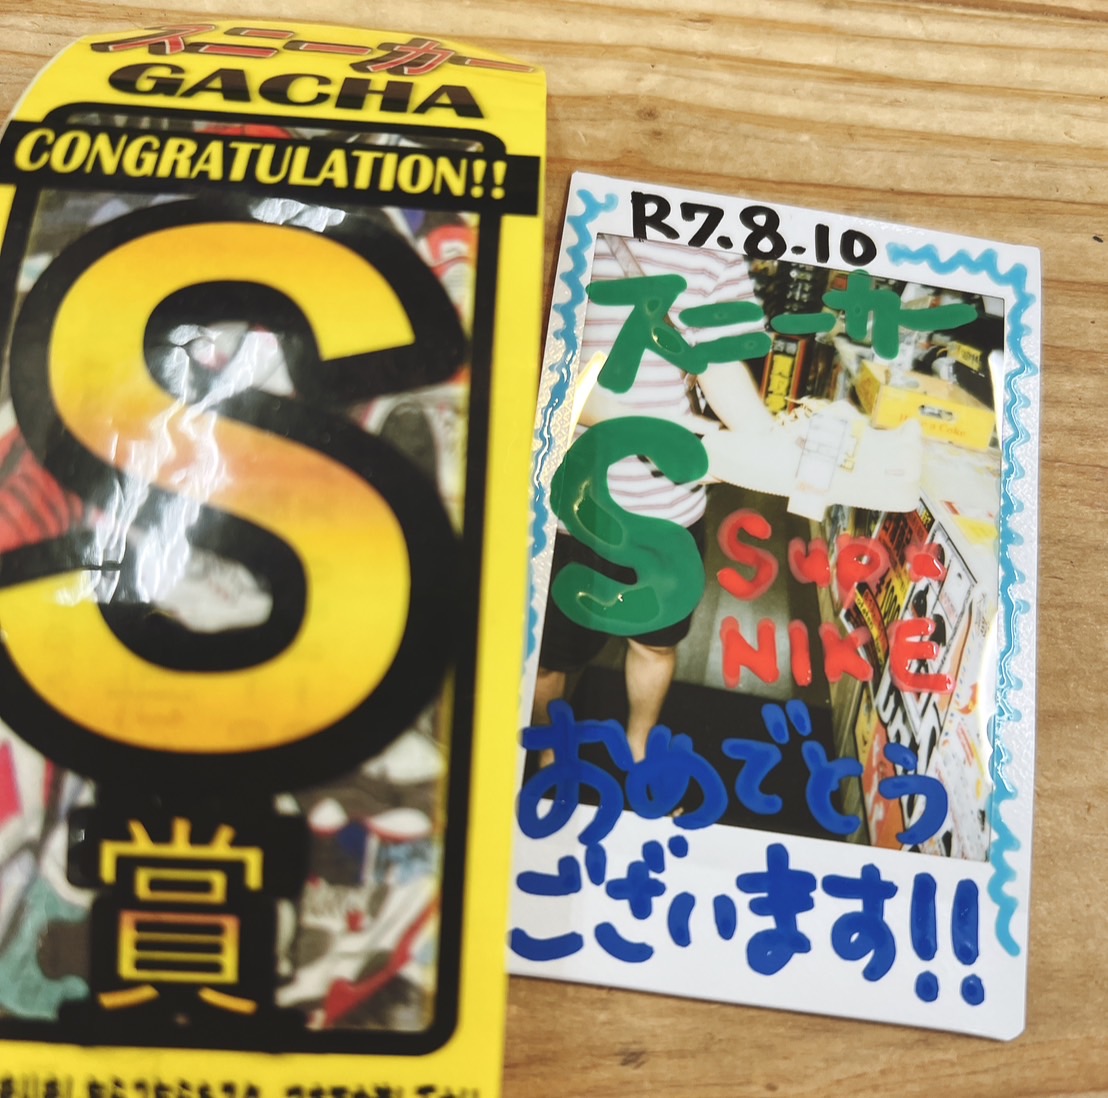 スニーカー
GACHA
CONGRATULATION!!
S
賞
R7.8.10
スニーカー
S
Sup.
NIKE
おめでとう
ございます!!